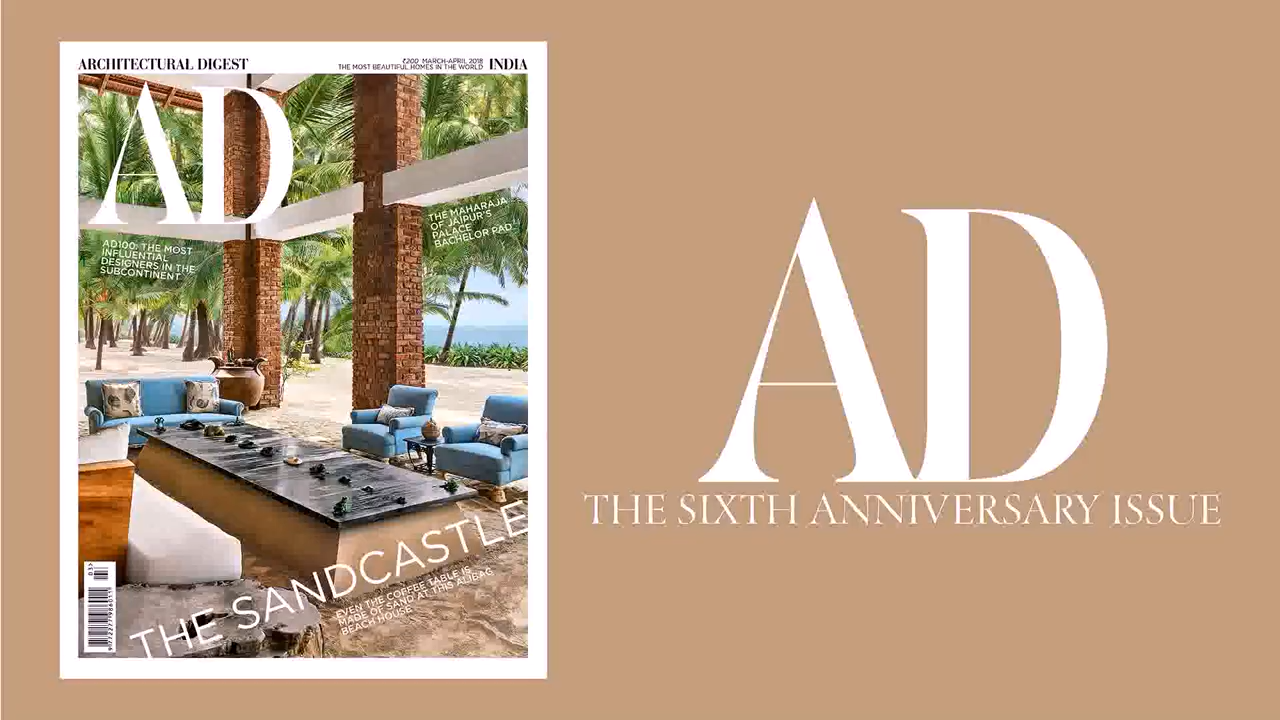 ARCHITECTURAL DIGEST
₹200 MARCH-APRIL 2018
THE MOST BEAUTIFUL HOMES IN THE WORLD
INDIA
AD
AD100: THE MOST
INFLUENTIAL
DESIGNERS IN THE
SUBCONTINENT
THE MAHARAJA
OF JAIPUR'S
PALACE
BACHELOR PAD
THE SANDCASTLE
EVEN THE COFFEE TABLE IS
MADE OF SAND AT THIS ALIBAG
BEACH HOUSE
AD
THE SIXTH ANNIVERSARY ISSUE